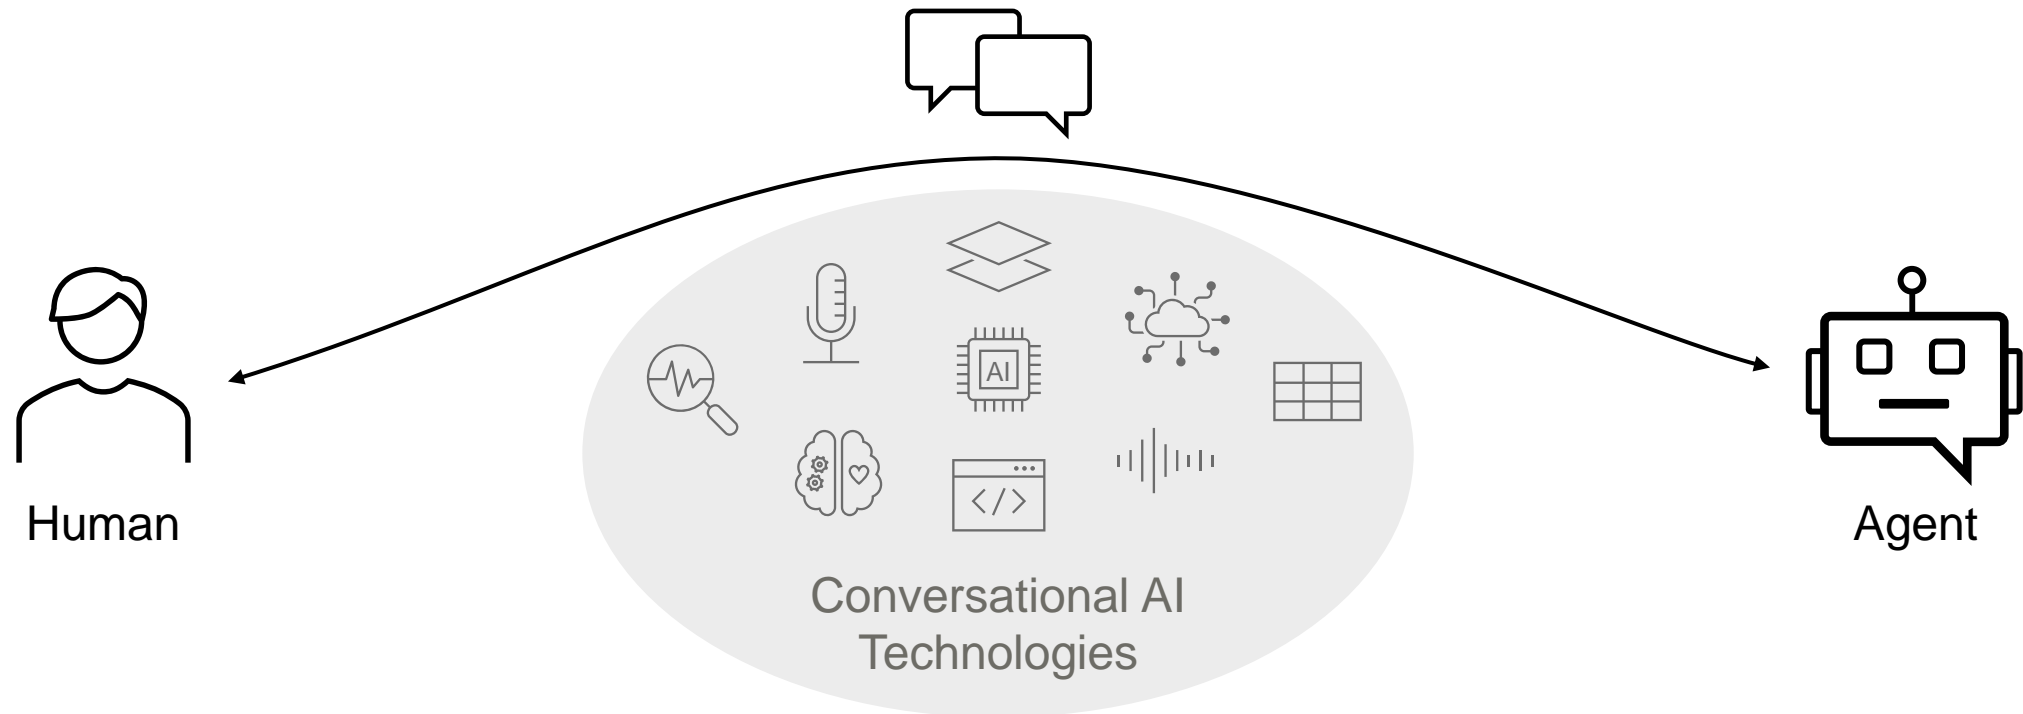 AI
</>
Human
Agent
Conversational AI
Technologies